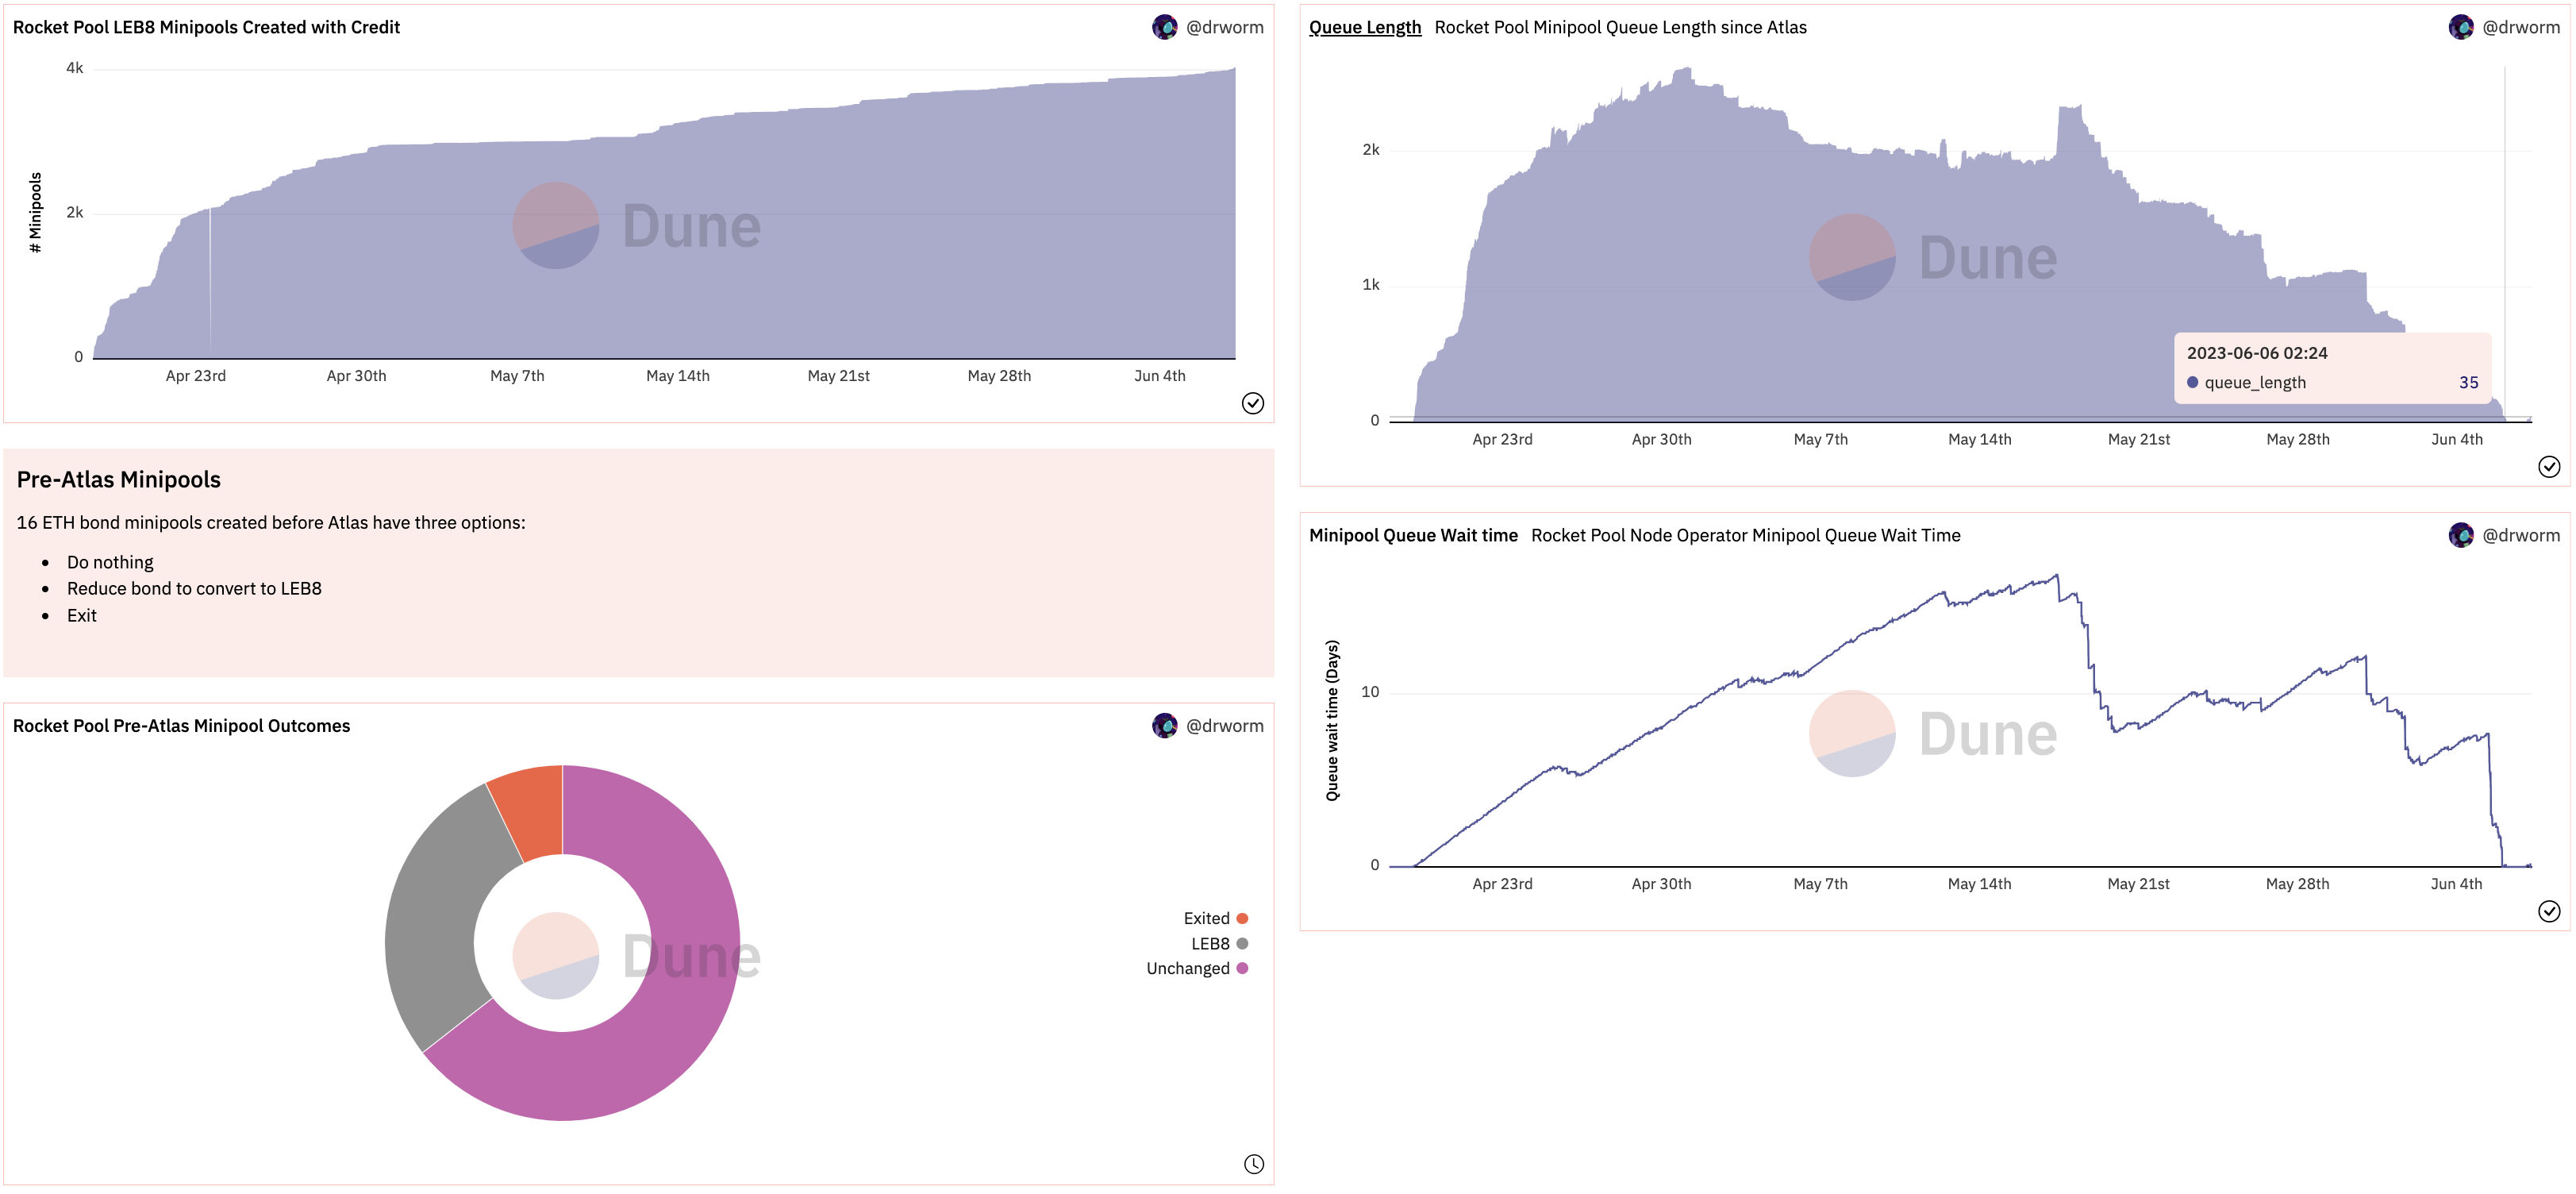 Rocket Pool LEB8 Minipools Created with Credit
@drworm
4k
2k
0
# Minipools
Dune
Apr 23rd Apr 30th May 7th May 14th May 21st May 28th Jun 4th
Pre-Atlas Minipools
16 ETH bond minipools created before Atlas have three options:
• Do nothing
• Reduce bond to convert to LEB8
• Exit
Rocket Pool Pre-Atlas Minipool Outcomes
@drworm
Dune
Exited
LEB8
Unchanged
Queue Length Rocket Pool Minipool Queue Length since Atlas
@drworm
2k
1k
0
Dune
2023-06-06 02:24
queue_length 35
Apr 23rd Apr 30th May 7th May 14th May 21st May 28th Jun 4th
Minipool Queue Wait time Rocket Pool Node Operator Minipool Queue Wait Time
@drworm
10
0
Queue wait time (Days)
Dune
Apr 23rd Apr 30th May 7th May 14th May 21st May 28th Jun 4th